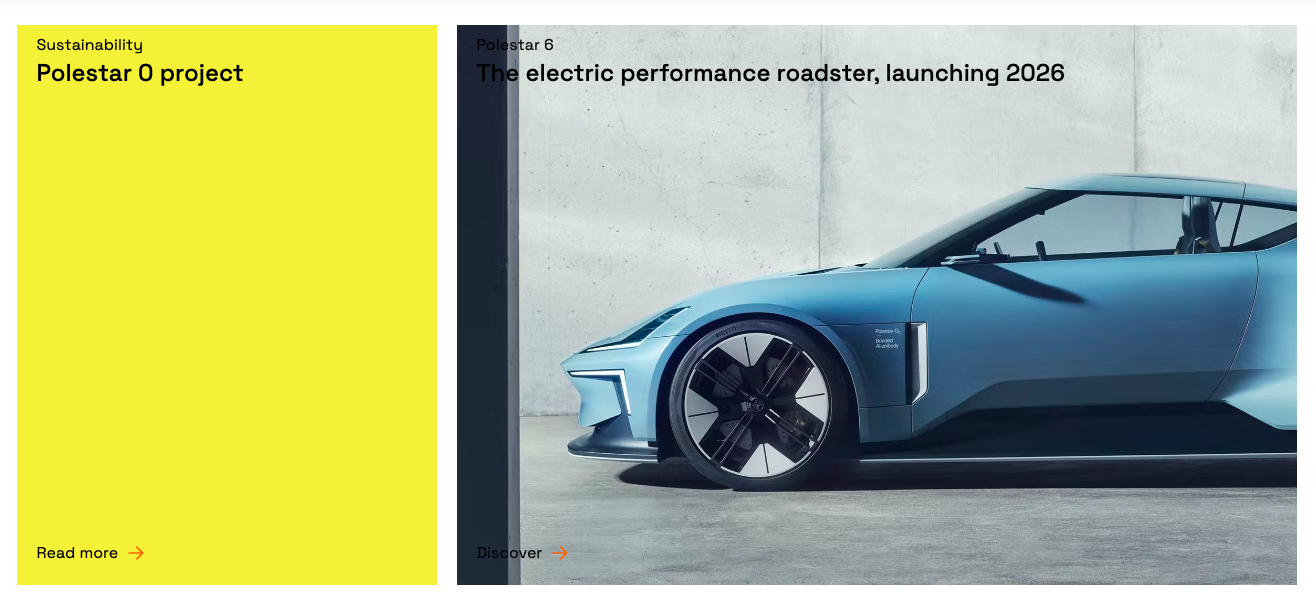 Sustainability
Polestar 0 project
Read more
Polestar 6
The electric performance roadster, launching 2026
Polestar O₂
Bonded
Al unibody
Discover